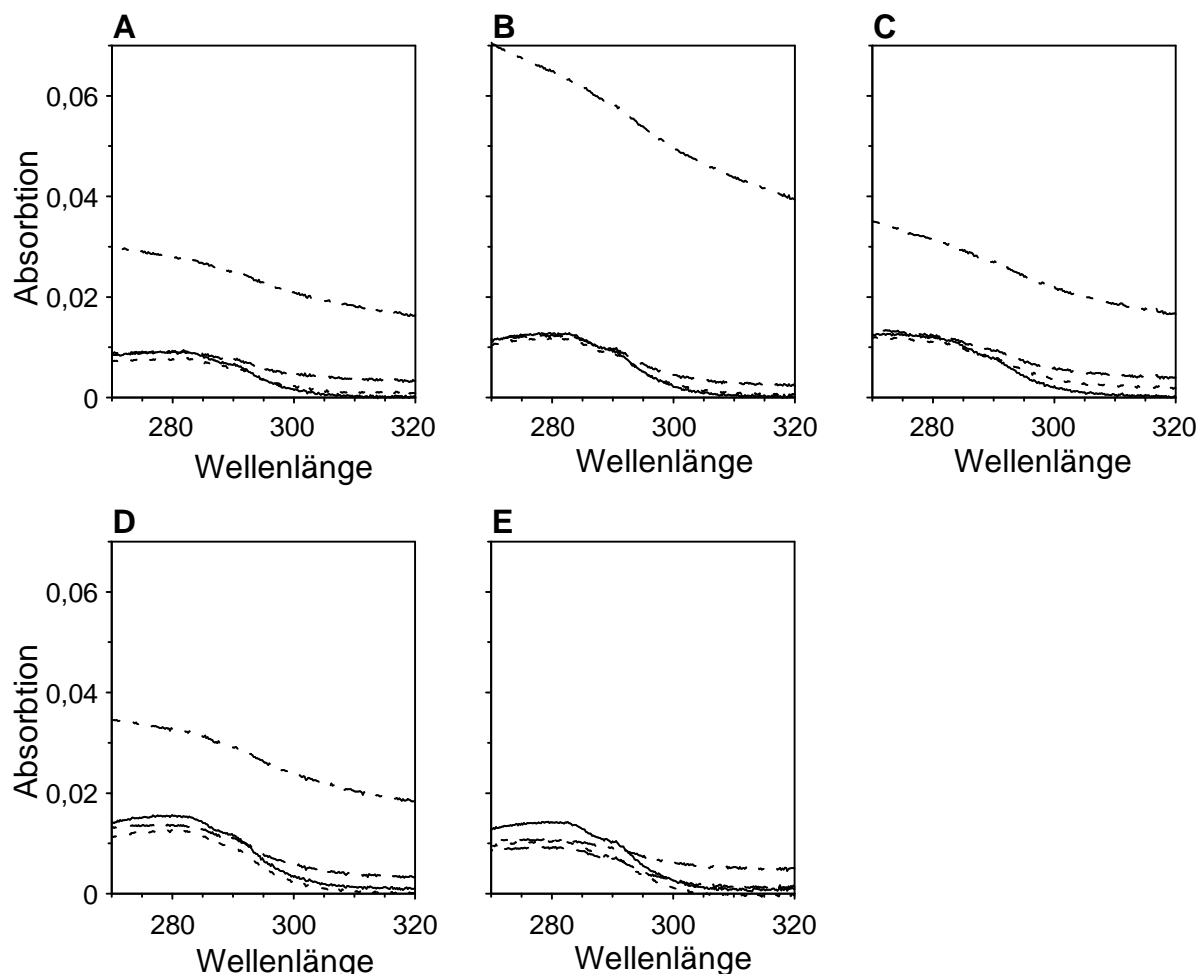 A B C
0,06
0,04
0,02
0
Absorbtion
280 300 320 280 300 320 280 300 320
Wellenlänge Wellenlänge Wellenlänge
D E
0,06
0,04
0,02
0
Absorbtion
280 300 320 280 300 320
Wellenlänge Wellenlänge